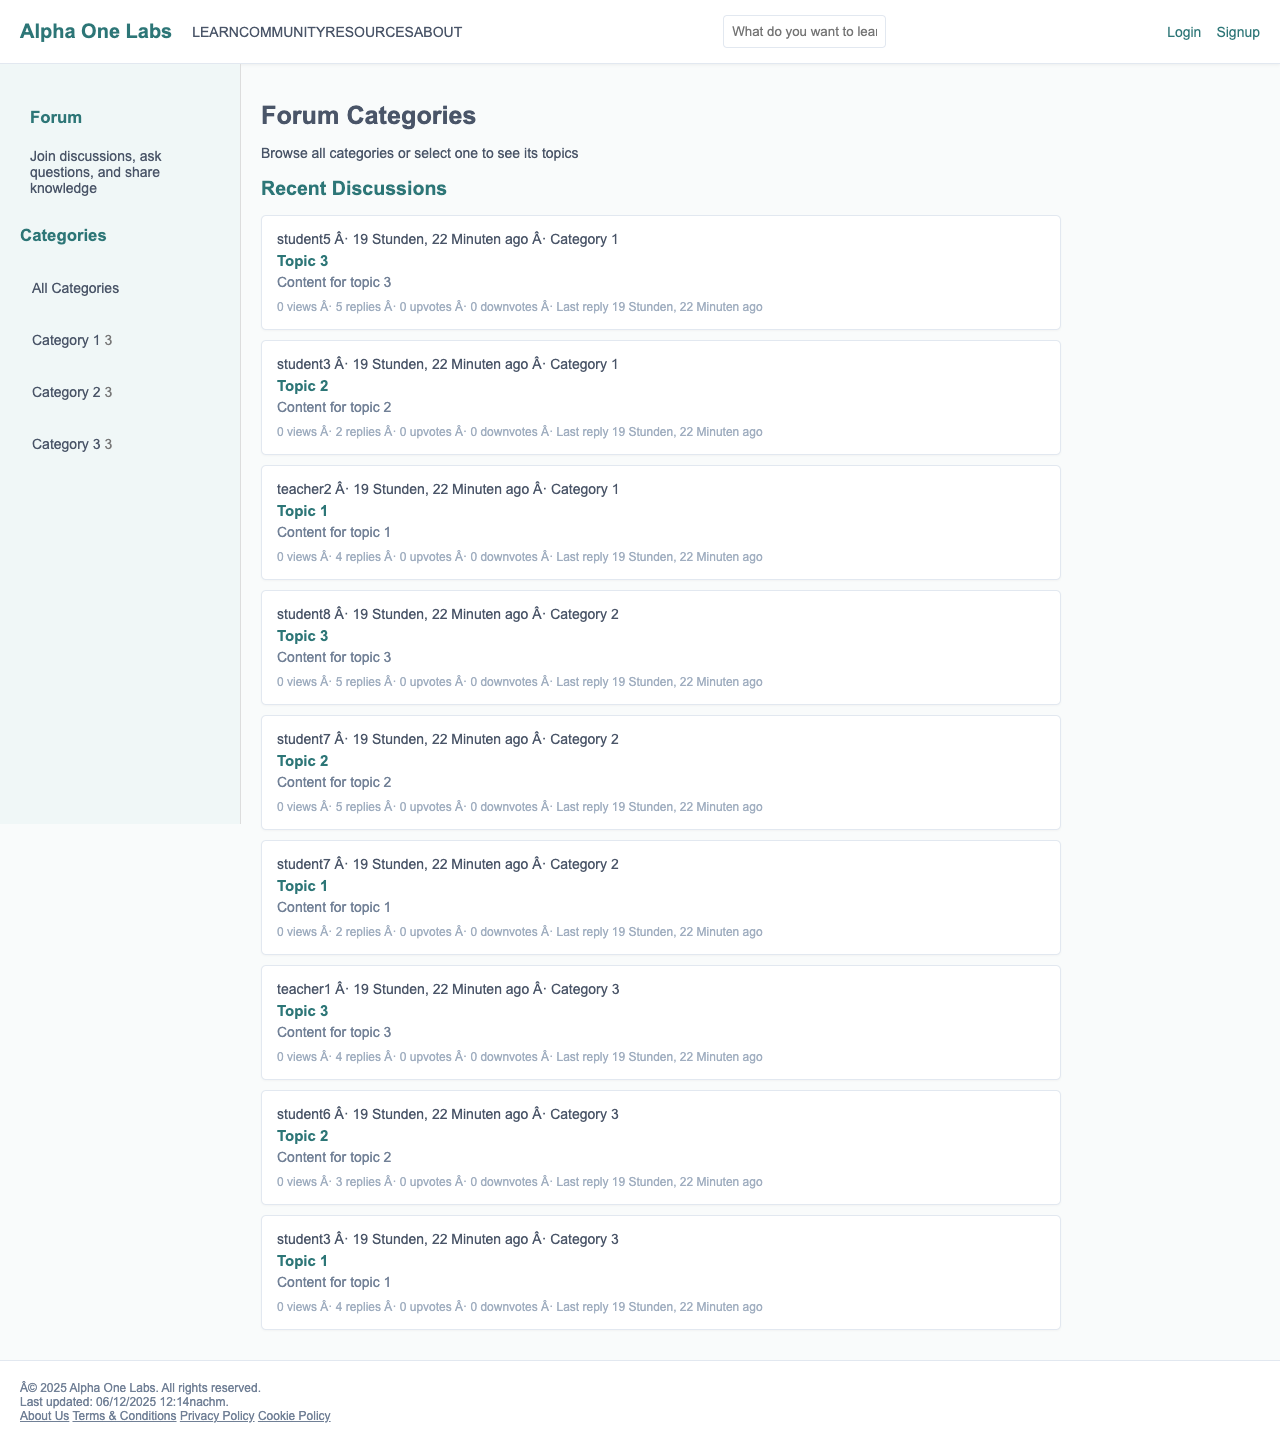 Alpha One Labs LEARNCOMMUNITYRESOURCESABOUT What do you want to lear Login Signup
Forum
Join discussions, ask
questions, and share
knowledge
Categories
All Categories
Category 1 3
Category 2 3
Category 3 3
Forum Categories
Browse all categories or select one to see its topics
Recent Discussions
student5 Â· 19 Stunden, 22 Minuten ago Â· Category 1
Topic 3
Content for topic 3
0 views Â· 5 replies Â· 0 upvotes Â· 0 downvotes Â· Last reply 19 Stunden, 22 Minuten ago
student3 Â· 19 Stunden, 22 Minuten ago Â· Category 1
Topic 2
Content for topic 2
0 views Â· 2 replies Â· 0 upvotes Â· 0 downvotes Â· Last reply 19 Stunden, 22 Minuten ago
teacher2 Â· 19 Stunden, 22 Minuten ago Â· Category 1
Topic 1
Content for topic 1
0 views Â· 4 replies Â· 0 upvotes Â· 0 downvotes Â· Last reply 19 Stunden, 22 Minuten ago
student8 Â· 19 Stunden, 22 Minuten ago Â· Category 2
Topic 3
Content for topic 3
0 views Â· 5 replies Â· 0 upvotes Â· 0 downvotes Â· Last reply 19 Stunden, 22 Minuten ago
student7 Â· 19 Stunden, 22 Minuten ago Â· Category 2
Topic 2
Content for topic 2
0 views Â· 5 replies Â· 0 upvotes Â· 0 downvotes Â· Last reply 19 Stunden, 22 Minuten ago
student7 Â· 19 Stunden, 22 Minuten ago Â· Category 2
Topic 1
Content for topic 1
0 views Â· 2 replies Â· 0 upvotes Â· 0 downvotes Â· Last reply 19 Stunden, 22 Minuten ago
teacher1 Â· 19 Stunden, 22 Minuten ago Â· Category 3
Topic 3
Content for topic 3
0 views Â· 4 replies Â· 0 upvotes Â· 0 downvotes Â· Last reply 19 Stunden, 22 Minuten ago
student6 Â· 19 Stunden, 22 Minuten ago Â· Category 3
Topic 2
Content for topic 2
0 views Â· 3 replies Â· 0 upvotes Â· 0 downvotes Â· Last reply 19 Stunden, 22 Minuten ago
student3 Â· 19 Stunden, 22 Minuten ago Â· Category 3
Topic 1
Content for topic 1
0 views Â· 4 replies Â· 0 upvotes Â· 0 downvotes Â· Last reply 19 Stunden, 22 Minuten ago
Â© 2025 Alpha One Labs. All rights reserved.
Last updated: 06/12/2025 12:14nachm.
About Us Terms & Conditions Privacy Policy Cookie Policy